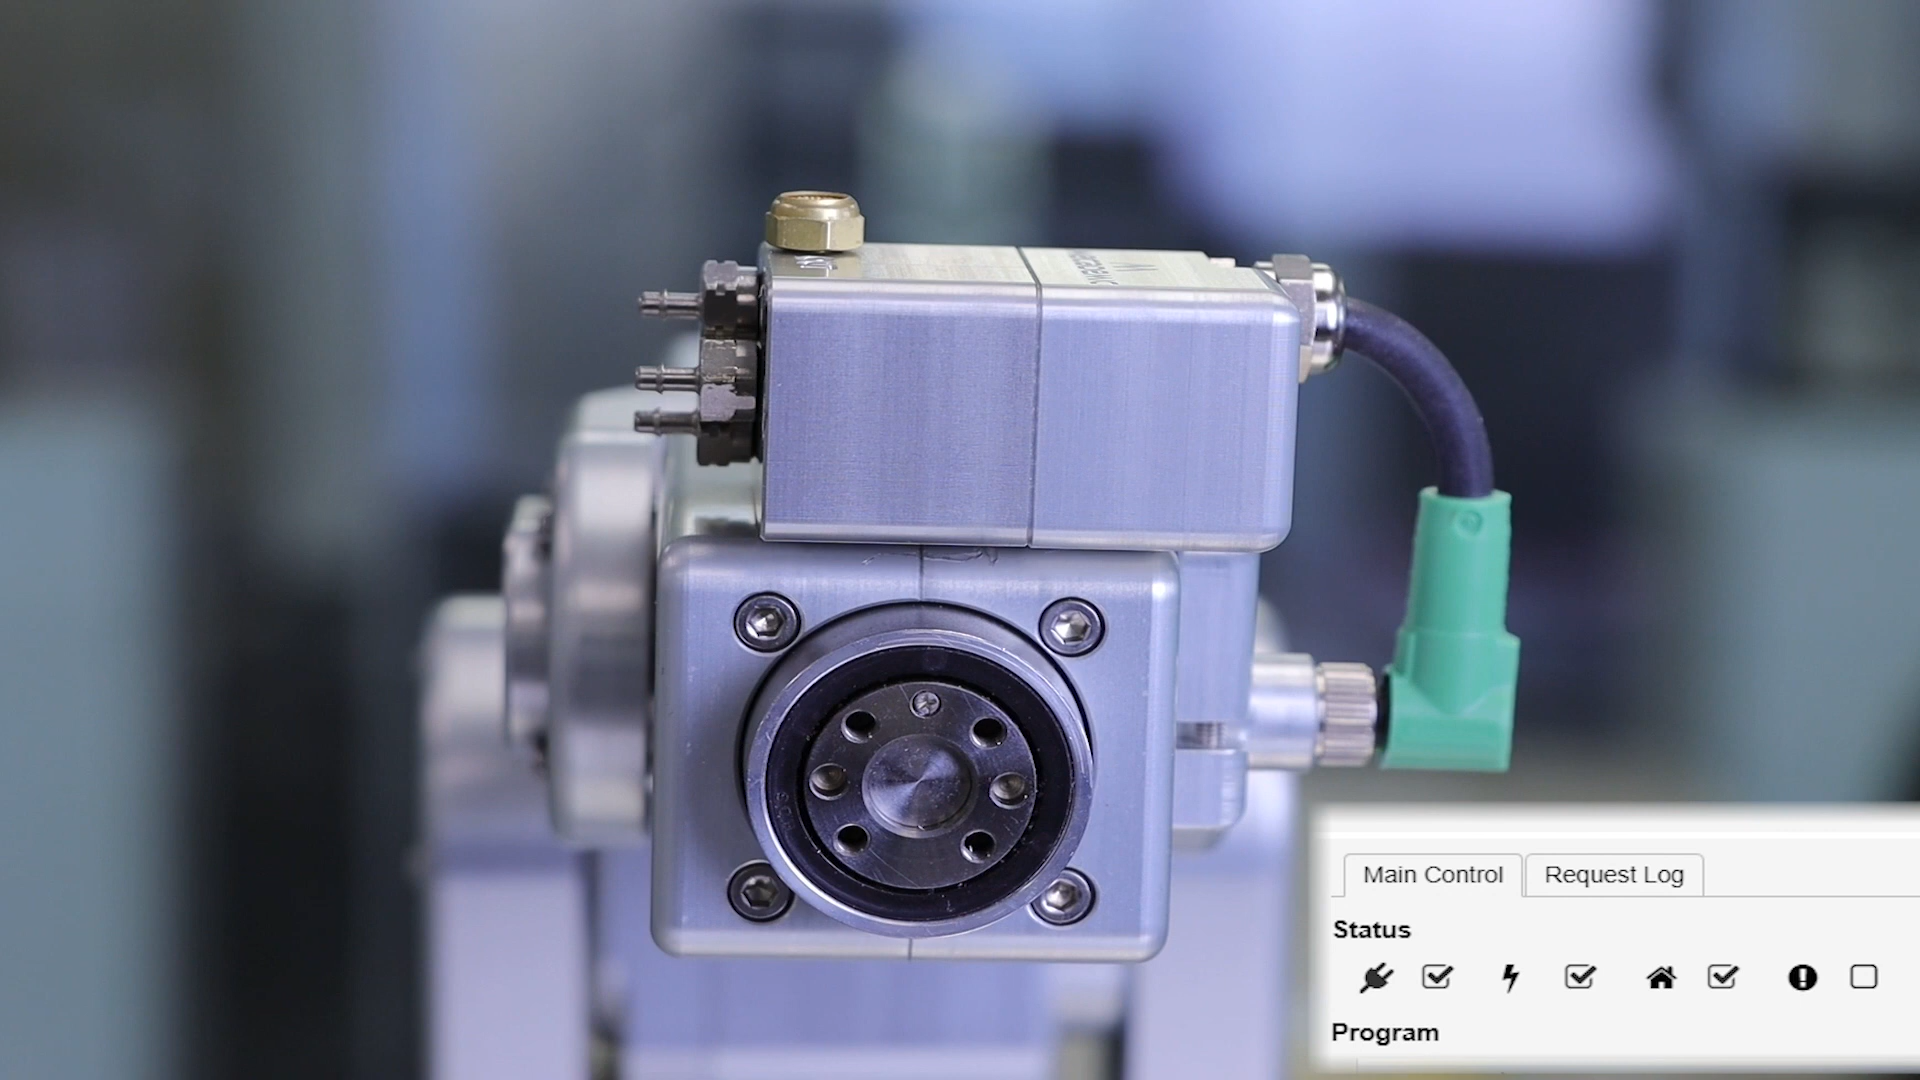 Main Control
Request Log
Status
Program